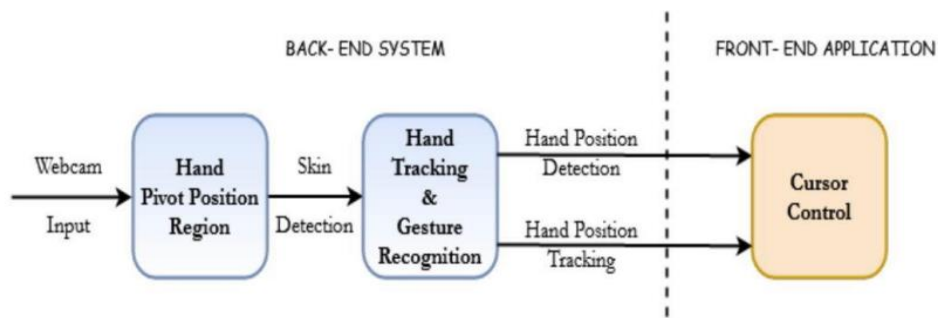 BACK- END SYSTEM
FRONT- END APPLICATION
Webcam
Input
Hand
Pivot Position
Region
Skin
Detection
Hand
Tracking
&
Gesture
Recognition
Hand Position
Detection
Hand Position
Tracking
Cursor
Control